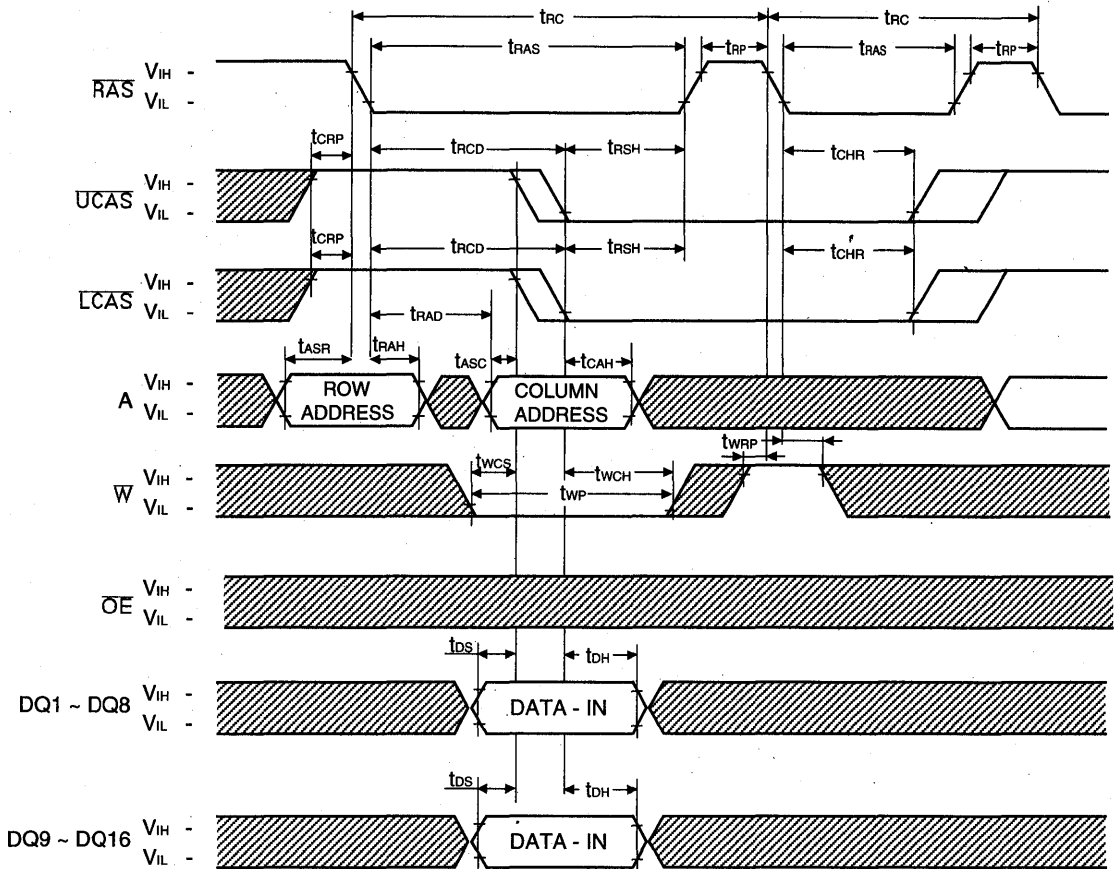 tRC tRC
tRAS tRP tRAS tRP
RAS VIH -
VIL -
tCRP tRCD tRSH tCHR
UCAS VIH -
VIL -
tCRP tRCD tRSH tCHR
LCAS VIH -
VIL -
tRAD
tASR tRAH tASC tCAH
A VIH -
VIL -
ROW
ADDRESS
COLUMN
ADDRESS
tWRP
tWCS tWCH
tWP
W VIH -
VIL -
OE VIH -
VIL -
tDS tDH
DQ1 ~ DQ8 VIH -
VIL -
DATA - IN
tDS tDH
DQ9 ~ DQ16 VIH -
VIL -
DATA - IN